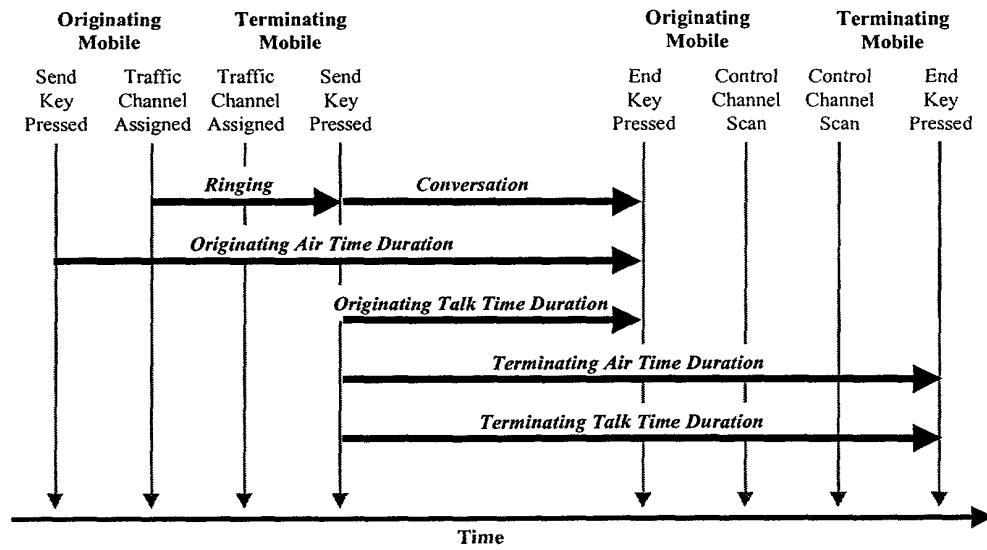 Originating Mobile
Terminating Mobile
Originating Mobile
Terminating Mobile
Send Key Pressed
Traffic Channel Assigned
Traffic Channel Assigned
Send Key Pressed
End Key Pressed
Control Channel Scan
Control Channel Scan
End Key Pressed
Ringing
Conversation
Originating Air Time Duration
Originating Talk Time Duration
Terminating Air Time Duration
Terminating Talk Time Duration
Time